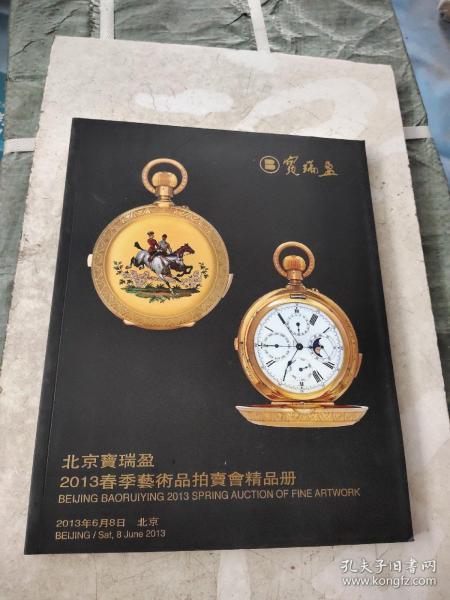 寶瑞盈
北京寶瑞盈
2013春季藝術品拍賣會精品册
BEIJING BAORUIYING 2013 SPRING AUCTION OF FINE ARTWORK
2013年6月8日 北京
BEIJING / Sat, 8 June 2013
孔夫子旧书网
www.kongfz.com